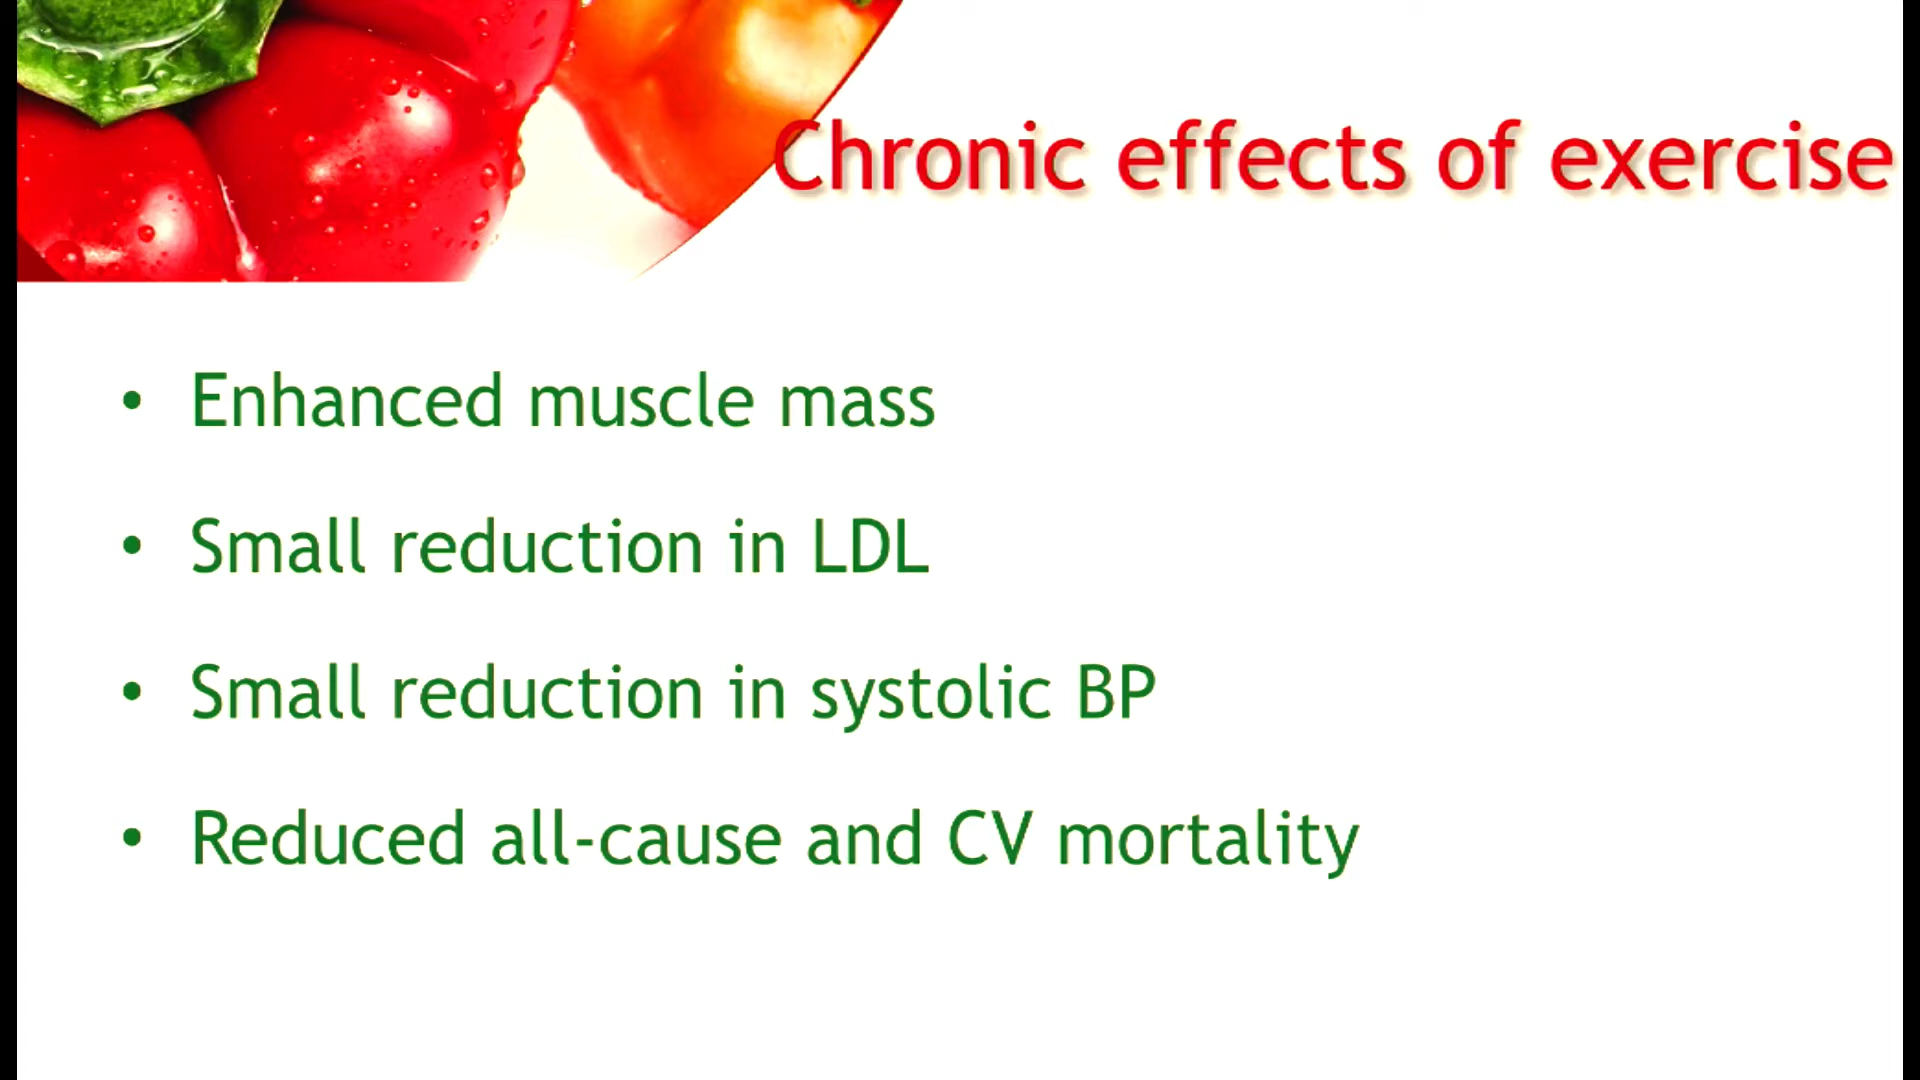 Chronic effects of exercise
• Enhanced muscle mass
• Small reduction in LDL
• Small reduction in systolic BP
• Reduced all-cause and CV mortality